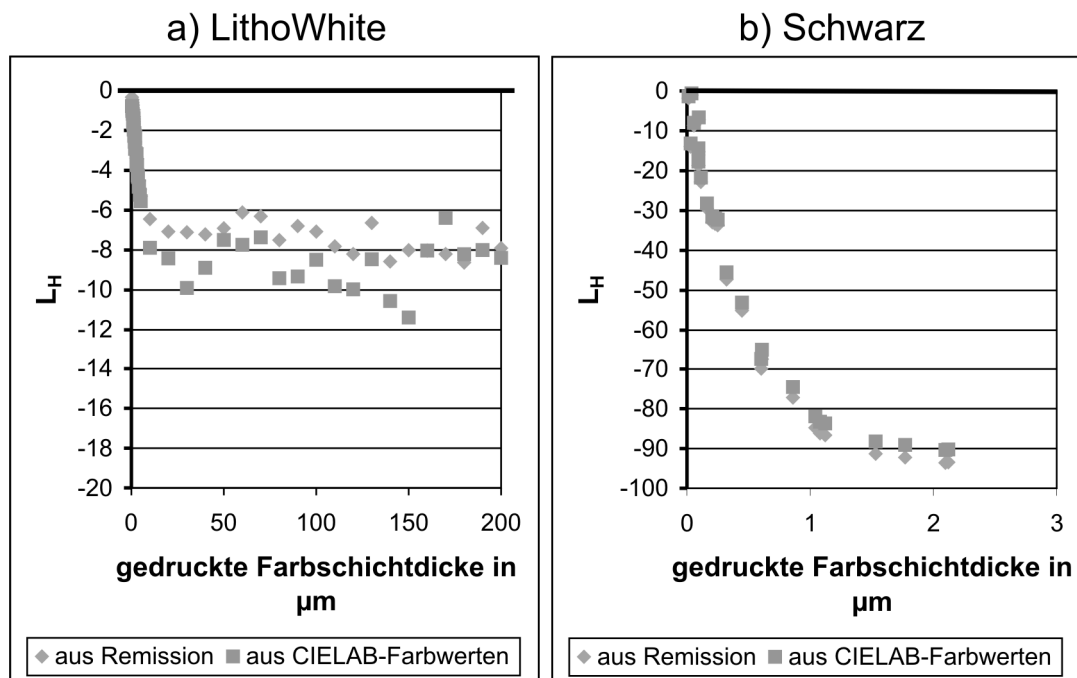 a) LithoWhite
0
-2
-4
-6
-8
-10
-12
-14
-16
-18
-20
L_H
0 50 100 150 200
gedruckte Farbschichtdicke in
µm
aus Remission aus CIELAB-Farbwerten
b) Schwarz
0
-10
-20
-30
-40
-50
-60
-70
-80
-90
-100
L_H
0 1 2 3
gedruckte Farbschichtdicke in
µm
aus Remission aus CIELAB-Farbwerten